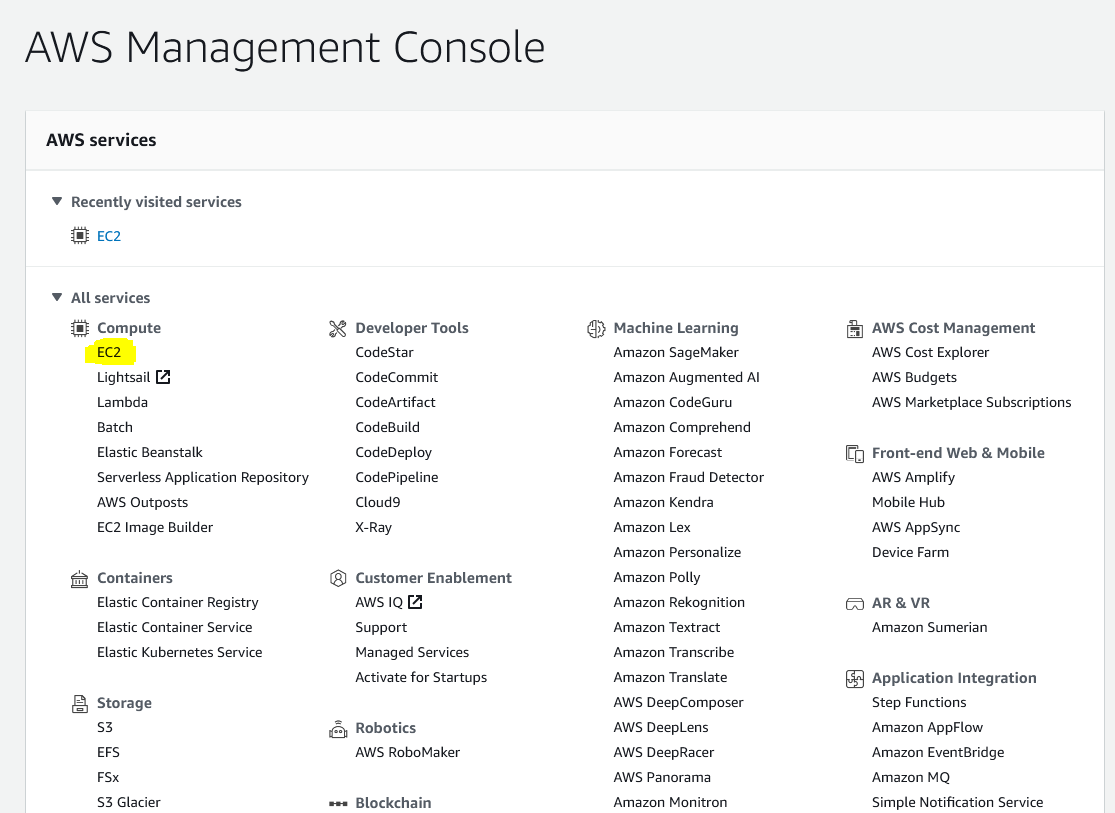 AWS Management Console
AWS services
Recently visited services
EC2
All services
Compute
EC2
Lightsail
Lambda
Batch
Elastic Beanstalk
Serverless Application Repository
AWS Outposts
EC2 Image Builder
Containers
Elastic Container Registry
Elastic Container Service
Elastic Kubernetes Service
Storage
S3
EFS
FSx
S3 Glacier
Developer Tools
CodeStar
CodeCommit
CodeArtifact
CodeBuild
CodeDeploy
CodePipeline
Cloud9
X-Ray
Customer Enablement
AWS IQ
Support
Managed Services
Activate for Startups
Robotics
AWS RoboMaker
Blockchain
Machine Learning
Amazon SageMaker
Amazon Augmented AI
Amazon CodeGuru
Amazon Comprehend
Amazon Forecast
Amazon Fraud Detector
Amazon Kendra
Amazon Lex
Amazon Personalize
Amazon Polly
Amazon Rekognition
Amazon Textract
Amazon Transcribe
Amazon Translate
AWS DeepComposer
AWS DeepLens
AWS DeepRacer
AWS Panorama
Amazon Monitron
AWS Cost Management
AWS Cost Explorer
AWS Budgets
AWS Marketplace Subscriptions
Front-end Web & Mobile
AWS Amplify
Mobile Hub
AWS AppSync
Device Farm
AR & VR
Amazon Sumerian
Application Integration
Step Functions
Amazon AppFlow
Amazon EventBridge
Amazon MQ
Simple Notification Service